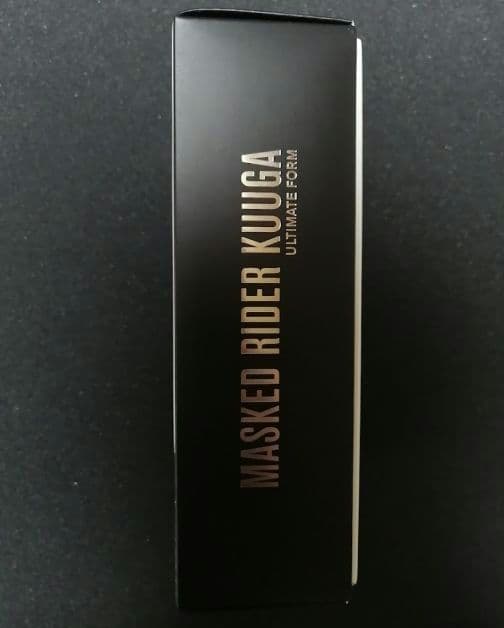 MASKED RIDER KUUGA
ULTIMATE FORM